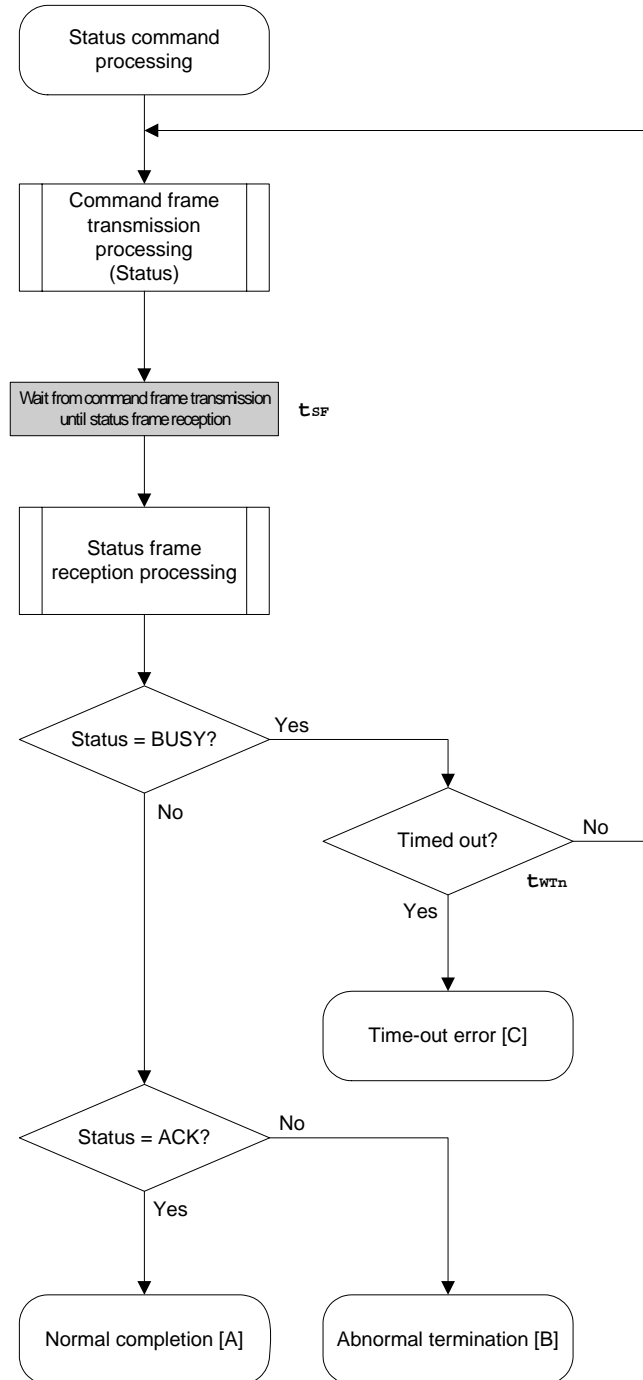 Status command
processing
Command frame
transmission
processing
(Status)
Wait from command frame transmission
until status frame reception
tSF
Status frame
reception processing
Status = BUSY?
Yes
No
Timed out?
No
tWTn
Yes
Time-out error [C]
Status = ACK?
No
Yes
Normal completion [A]
Abnormal termination [B]